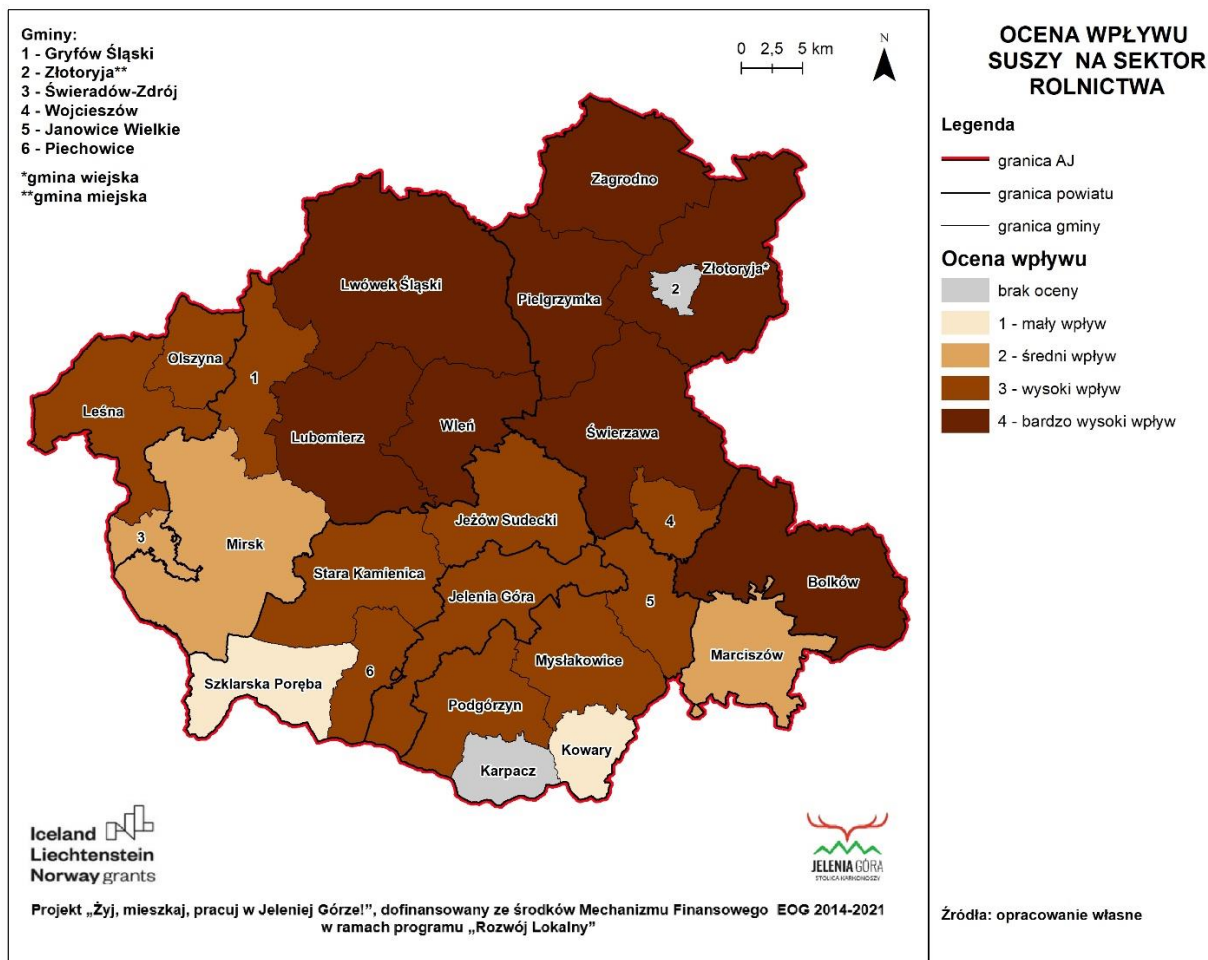 Gminy:
1 - Gryfów Śląski
2 - Złotoryja**
3 - Świeradów-Zdrój
4 - Wojcieszów
5 - Janowice Wielkie
6 - Piechowice
*gmina wiejska
**gmina miejska
0 2,5 5 km
N
Zagrodno
Złotoryja*
2
Pielgrzymka
Lwówek Śląski
Olszyna
1
Leśna
Lubomierz
Wleń
Świerzawa
4
Jeżów Sudecki
3
Mirsk
Stara Kamienica
Jelenia Góra
5
Bolków
Marciszów
Mysłakowice
6
Szklarska Poręba
Podgórzyn
Kowary
Karpacz
Iceland
Liechtenstein
Norway grants
JELENIA GÓRA
STOLICA KARKONOSZY
Projekt „Żyj, mieszkaj, pracuj w Jeleniej Górze!”, dofinansowany ze środków Mechanizmu Finansowego EOG 2014-2021
w ramach programu „Rozwój Lokalny”
OCENA WPŁYWU
SUSZY NA SEKTOR
ROLNICTWA
Legenda
granica AJ
granica powiatu
granica gminy
Ocena wpływu
brak oceny
1 - mały wpływ
2 - średni wpływ
3 - wysoki wpływ
4 - bardzo wysoki wpływ
Źródła: opracowanie własne